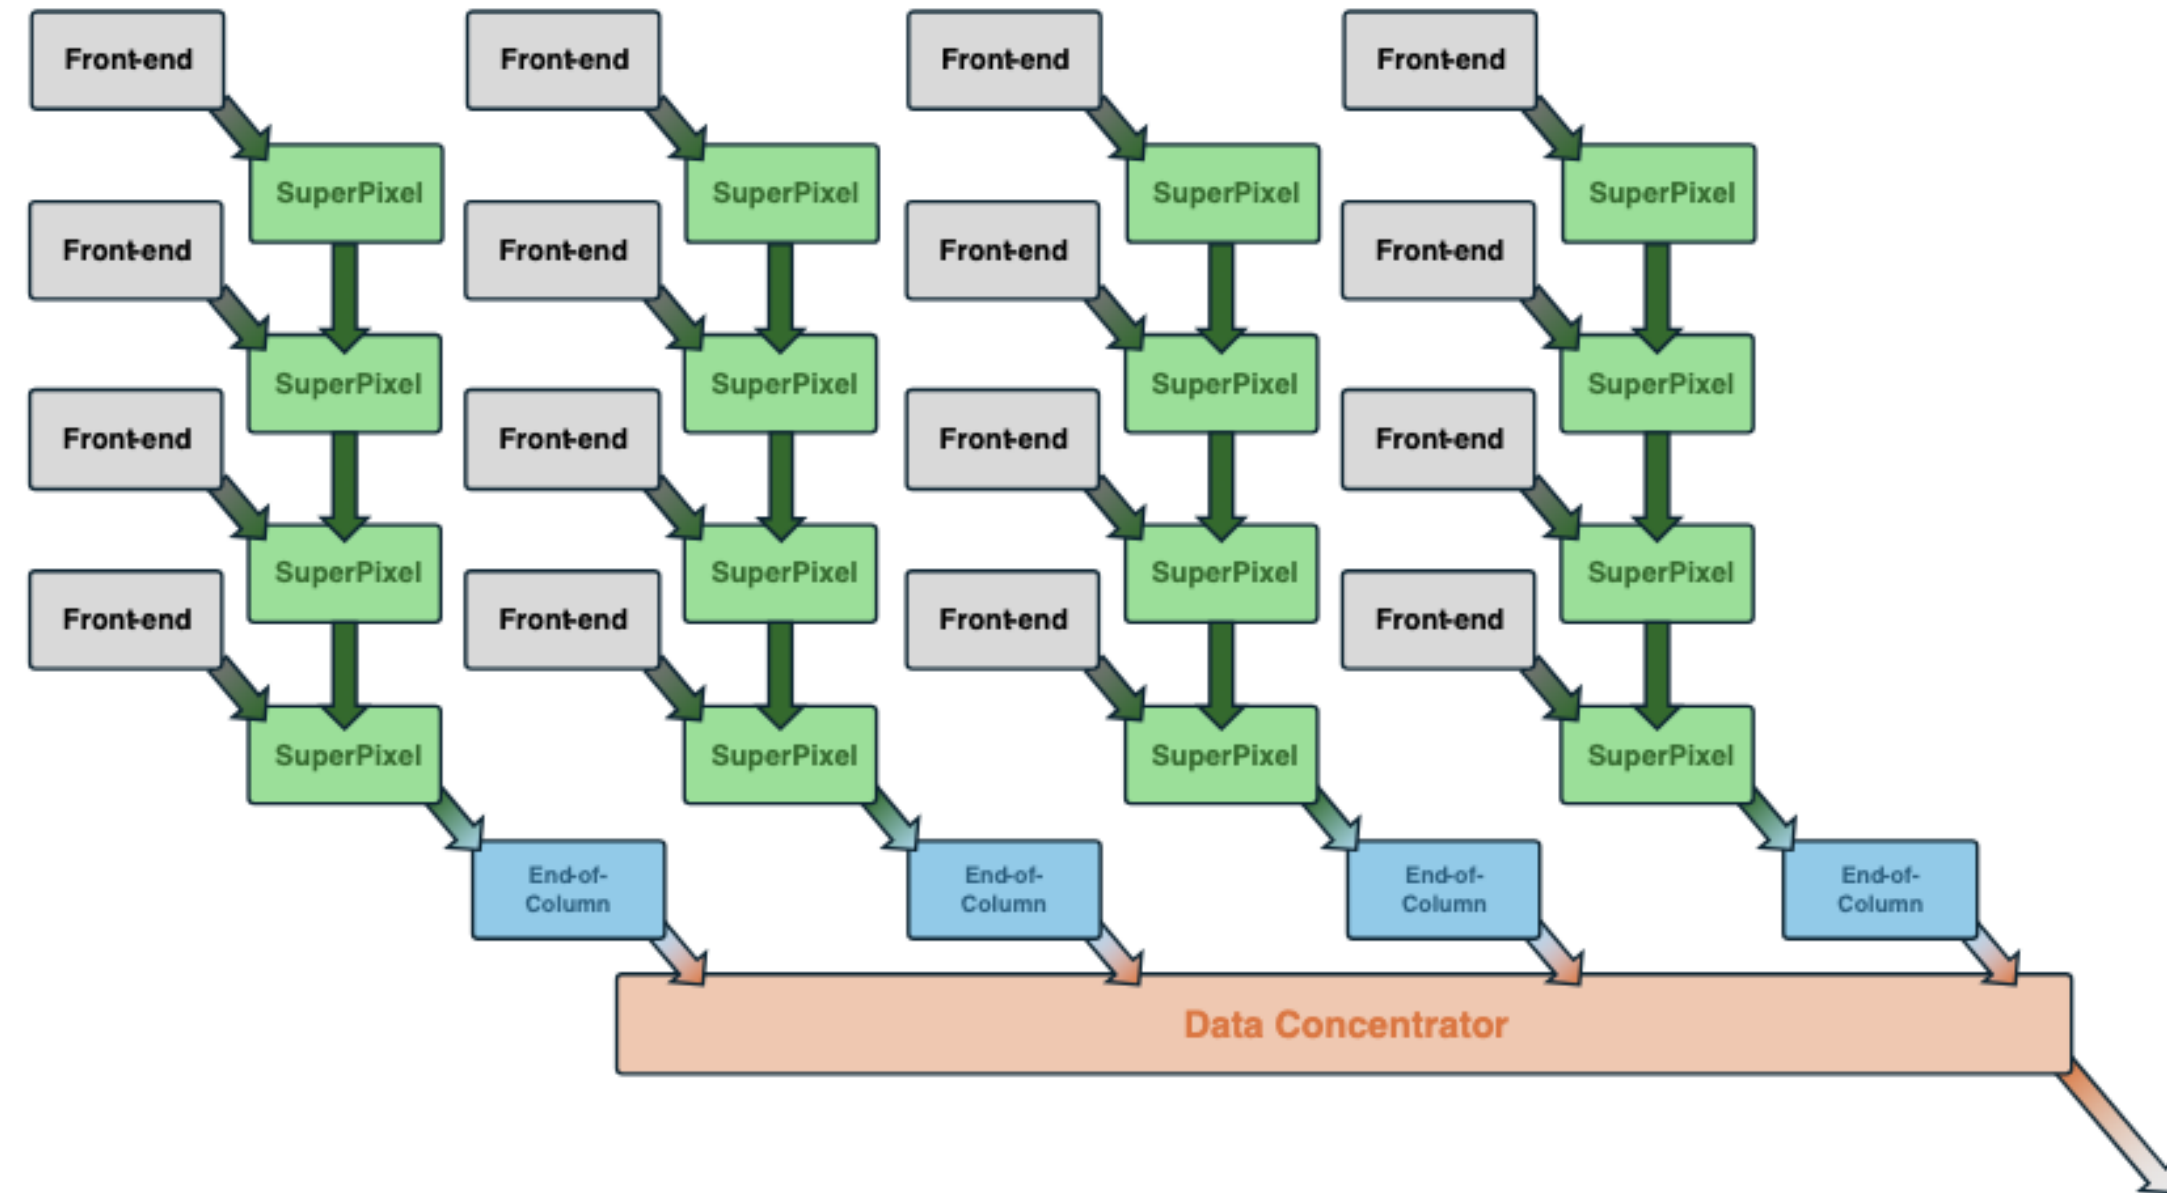 Front-end
Front-end
Front-end
Front-end
SuperPixel
SuperPixel
SuperPixel
SuperPixel
Front-end
Front-end
Front-end
Front-end
SuperPixel
SuperPixel
SuperPixel
SuperPixel
Front-end
Front-end
Front-end
Front-end
SuperPixel
SuperPixel
SuperPixel
SuperPixel
Front-end
Front-end
Front-end
Front-end
SuperPixel
SuperPixel
SuperPixel
SuperPixel
End-of-
Column
End-of-
Column
End-of-
Column
End-of-
Column
Data Concentrator